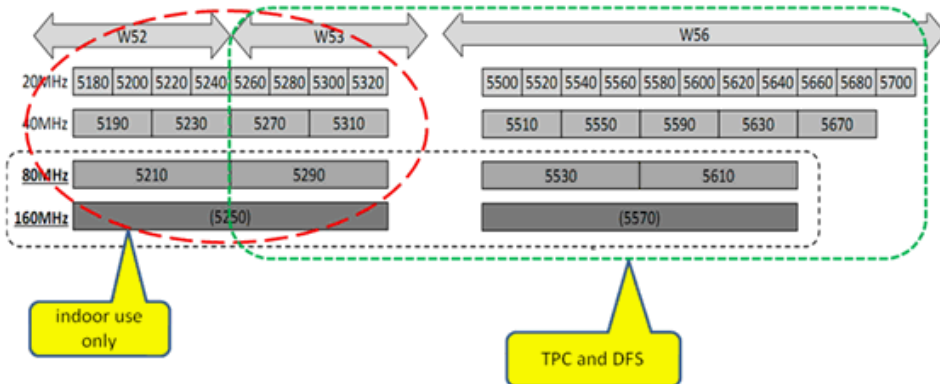 W52 W53 W56
20MHz 5180 5200 5220 5240 5260 5280 5300 5320 5500 5520 5540 5560 5580 5600 5620 5640 5660 5680 5700
40MHz 5190 5230 5270 5310 5510 5550 5590 5630 5670
80MHz 5210 5290 5530 5610
160MHz (5250) (5570)
indoor use
only
TPC and DFS